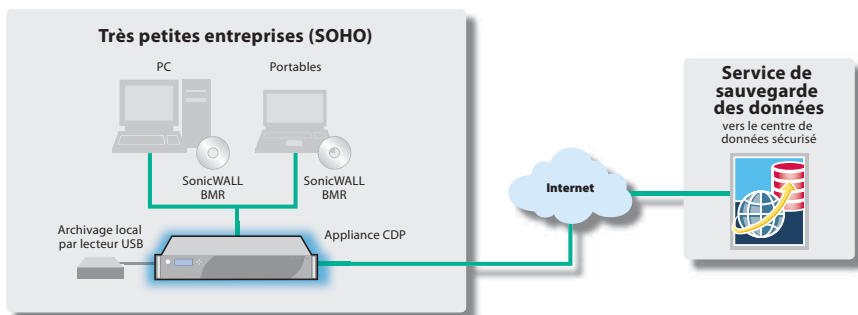 Très petites entreprises (SOHO)
PC
Portables
SonicWALL
BMR
SonicWALL
BMR
Archivage local
par lecteur USB
Appliance CDP
Internet
Service de
sauvegarde
des données
vers le centre de
données sécurisé